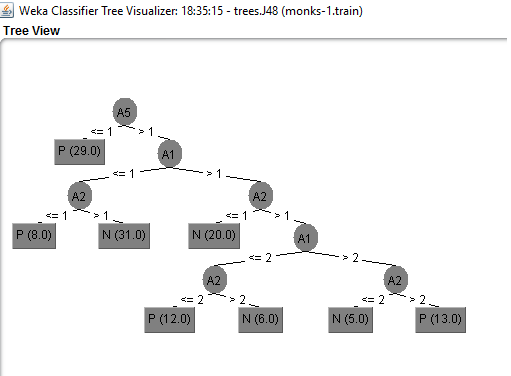 Weka Classifier Tree Visualizer: 18:35:15 - trees.J48 (monks-1.train)
Tree View
A5
<= 1 > 1
P (29.0) A1
<= 1 > 1
A2 A2
<= 1 > 1 <= 1 > 1
P (8.0) N (31.0) N (20.0) A1
<= 2 > 2
A2 A2
<= 2 > 2 <= 2 > 2
P (12.0) N (6.0) N (5.0) P (13.0)